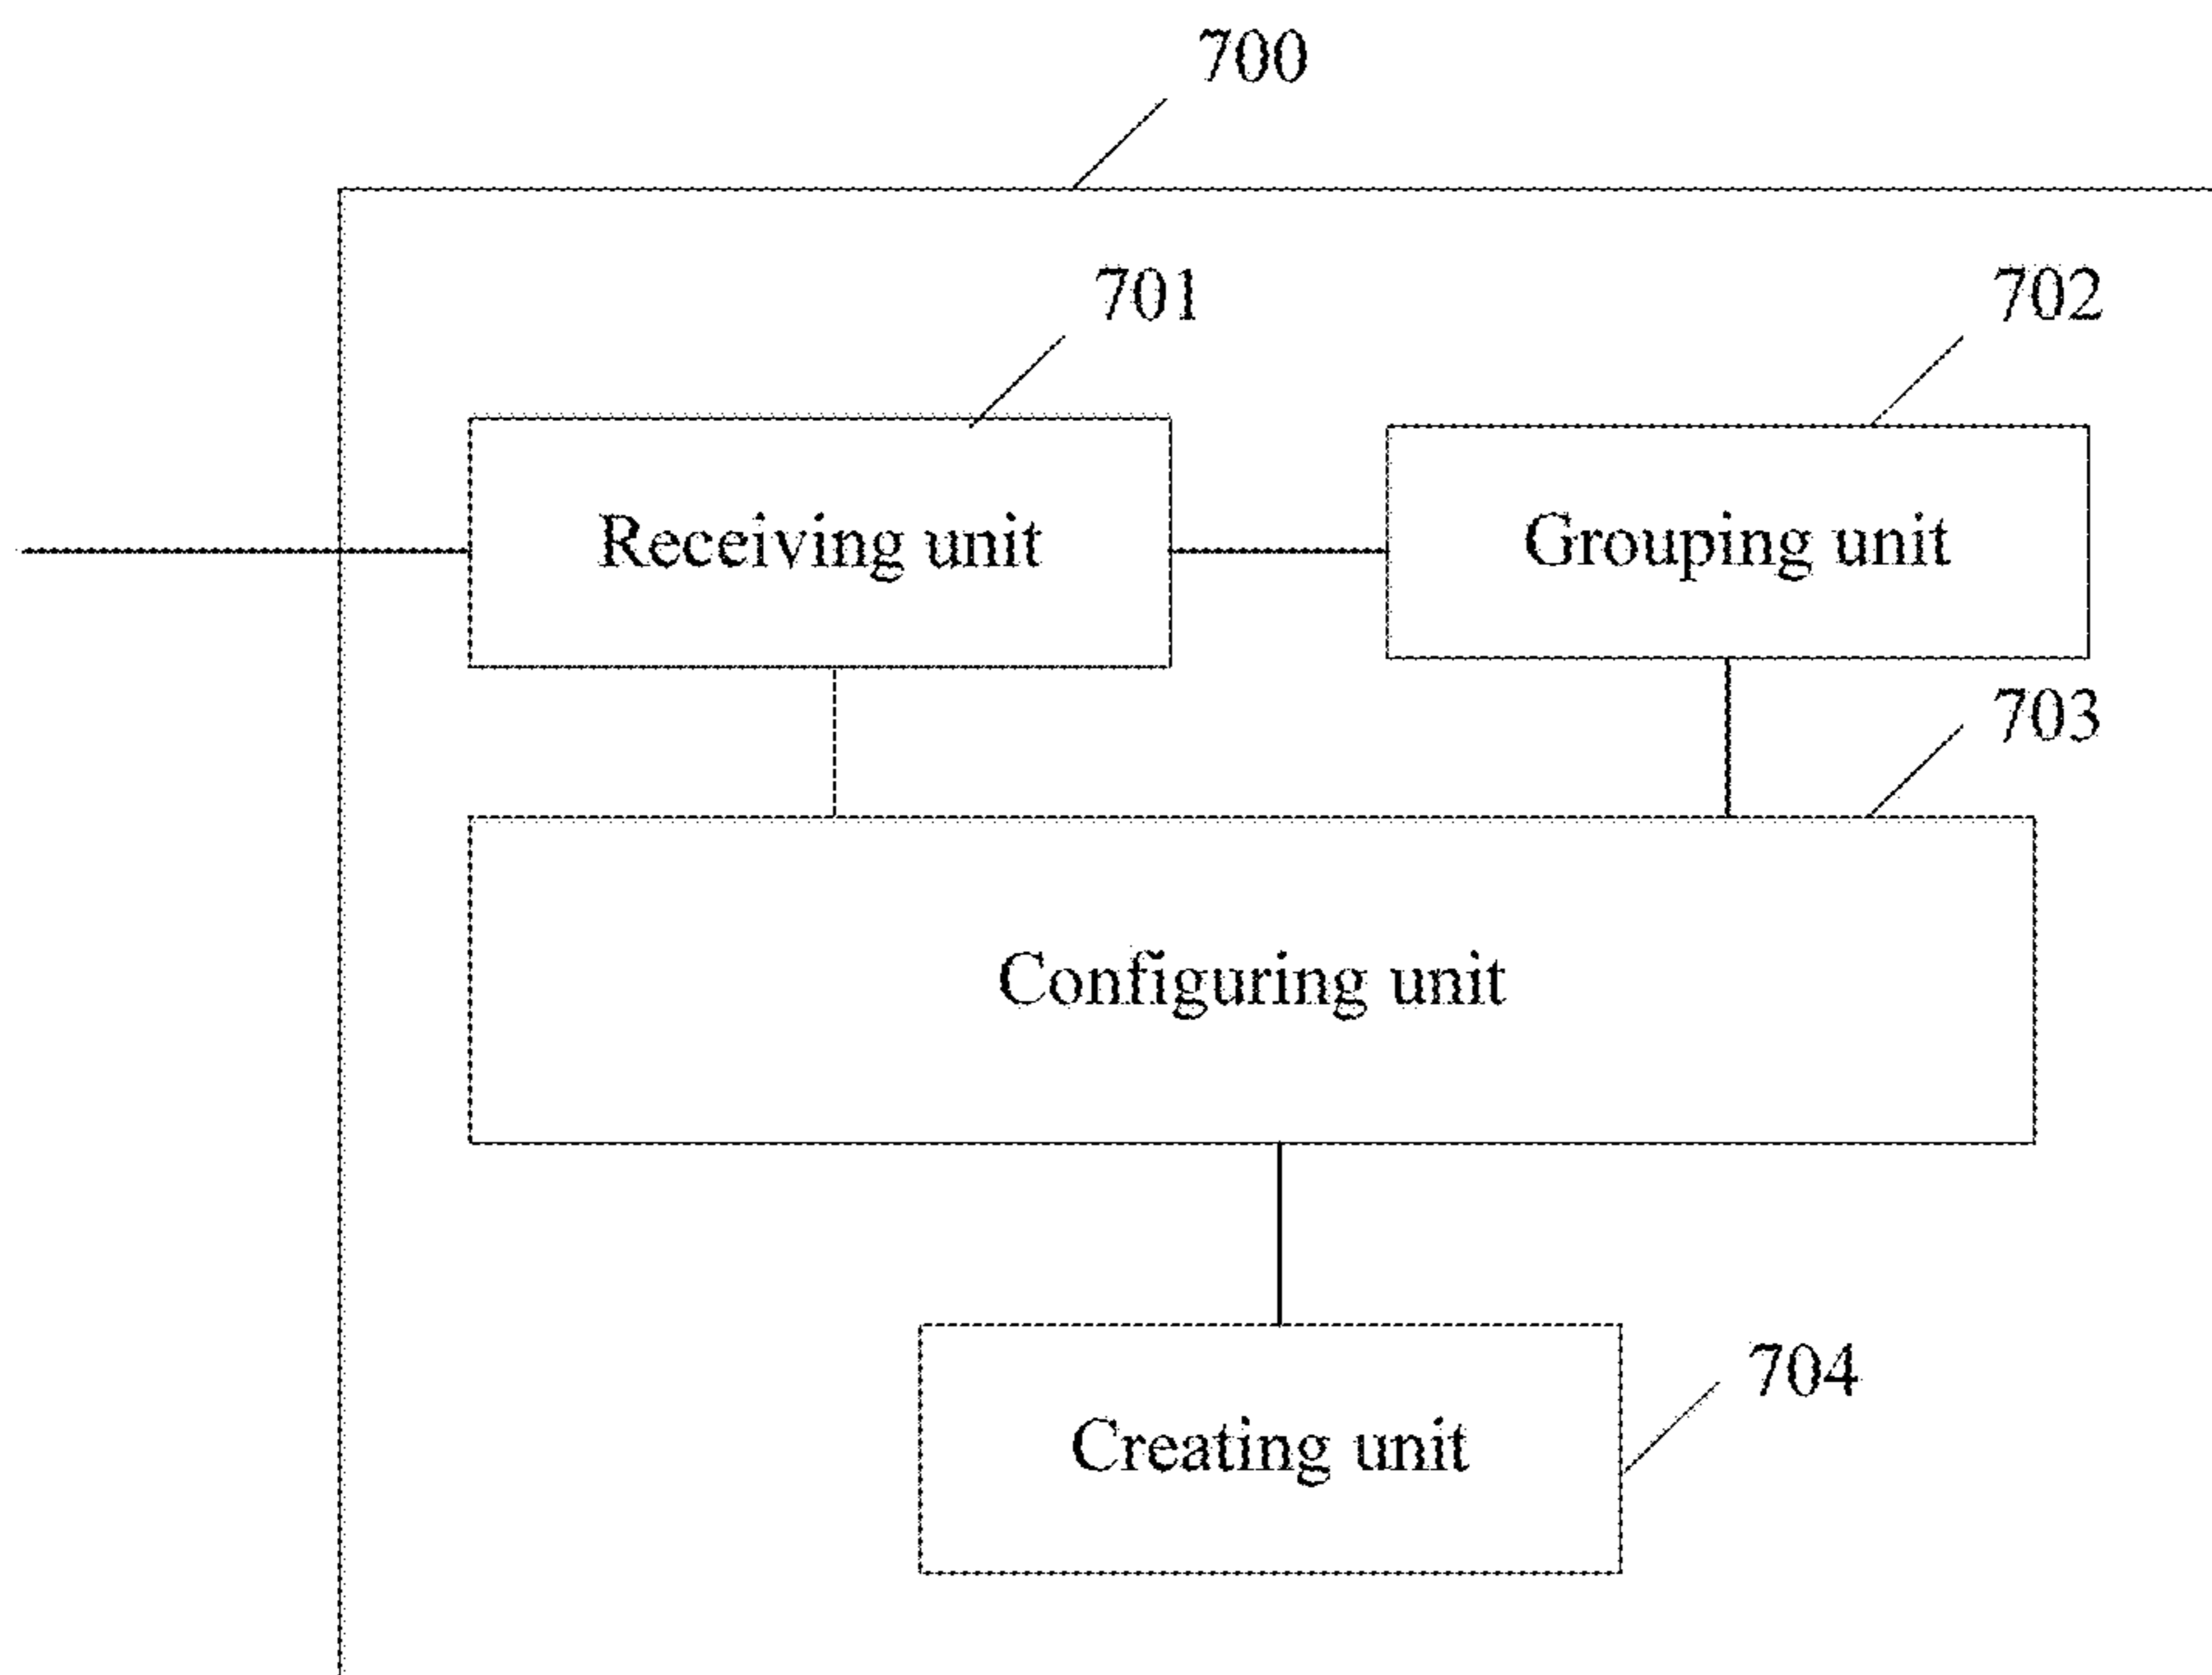 700
701
702
Receiving unit
Grouping unit
703
Configuring unit
704
Creating unit